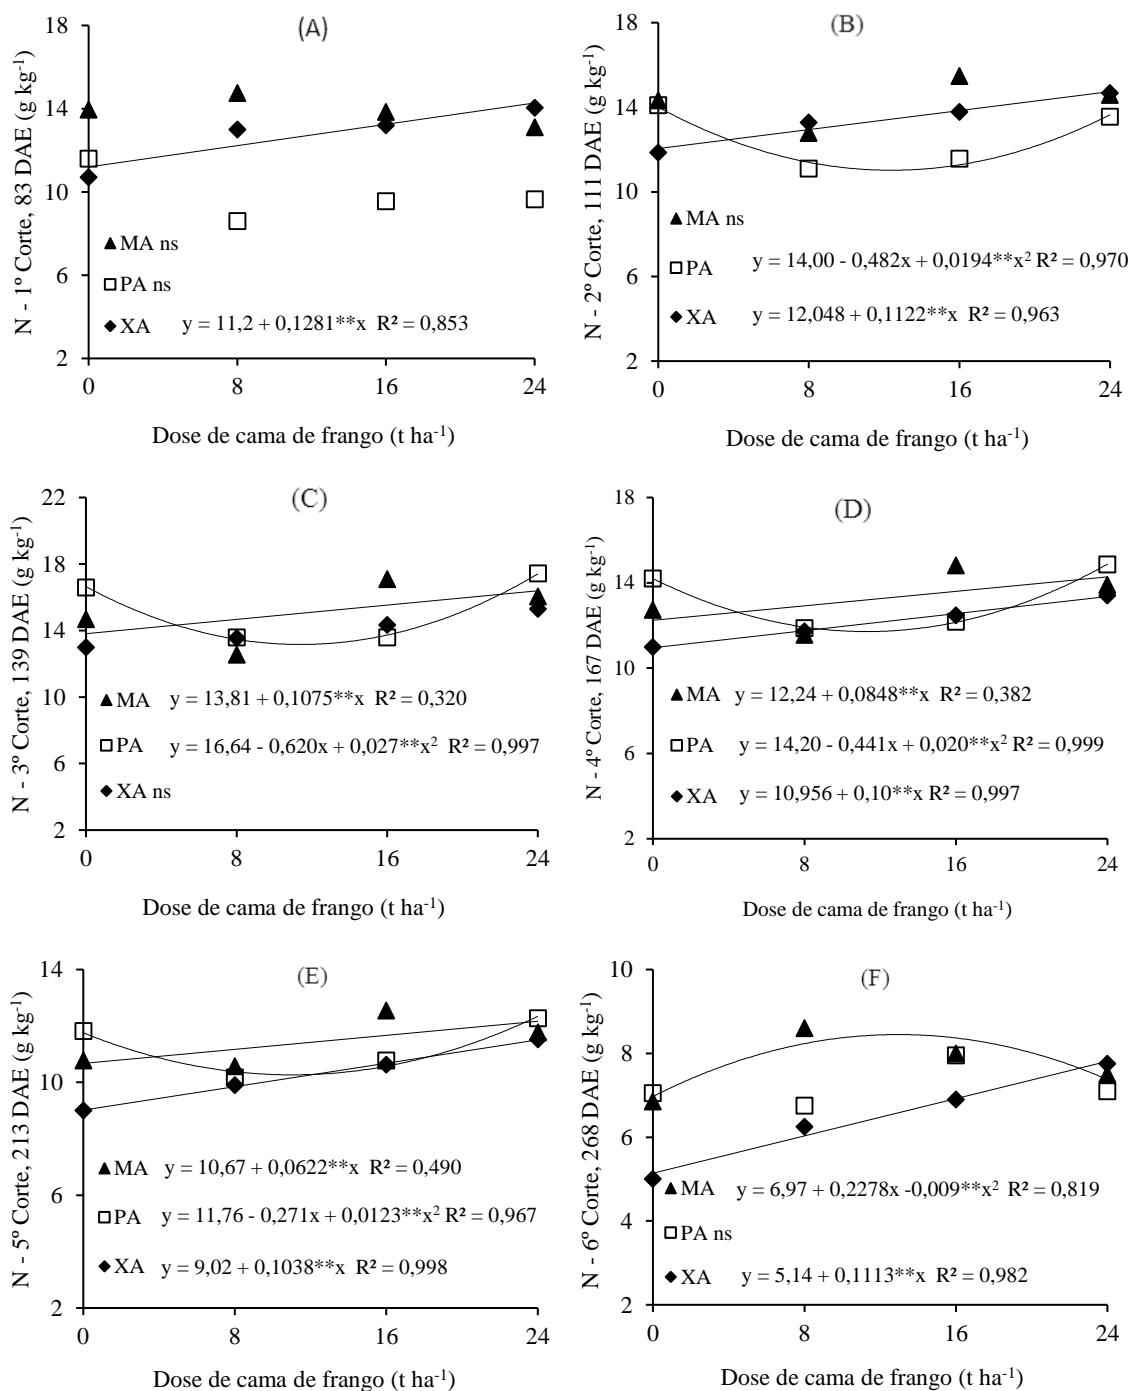 (A)
N - 1º Corte, 83 DAE (g kg-1)
18
14
10
6
2
MA ns
PA ns
XA y = 11,2 + 0,1281**x R² = 0,853
0 8 16 24
Dose de cama de frango (t ha-1)
(B)
N - 2º Corte, 111 DAE (g kg-1)
18
14
10
6
2
MA ns
PA y = 14,00 - 0,482x + 0,0194**x² R² = 0,970
XA y = 12,048 + 0,1122**x R² = 0,963
0 8 16 24
Dose de cama de frango (t ha-1)
(C)
N - 3º Corte, 139 DAE (g kg-1)
22
18
14
10
6
2
MA y = 13,81 + 0,1075**x R² = 0,320
PA y = 16,64 - 0,620x + 0,027**x² R² = 0,997
XA ns
0 8 16 24
Dose de cama de frango (t ha-1)
(D)
N - 4º Corte, 167 DAE (g kg-1)
18
14
10
6
2
MA y = 12,24 + 0,0848**x R² = 0,382
PA y = 14,20 - 0,441x + 0,020**x² R² = 0,999
XA y = 10,956 + 0,10**x R² = 0,997
0 8 16 24
Dose de cama de frango (t ha-1)
(E)
N - 5º Corte, 213 DAE (g kg-1)
14
10
6
2
MA y = 10,67 + 0,0622**x R² = 0,490
PA y = 11,76 - 0,271x + 0,0123**x² R² = 0,967
XA y = 9,02 + 0,1038**x R² = 0,998
0 8 16 24
Dose de cama de frango (t ha-1)
(F)
N - 6º Corte, 268 DAE (g kg-1)
10
8
6
4
2
MA y = 6,97 + 0,2278x -0,009**x² R² = 0,819
PA ns
XA y = 5,14 + 0,1113**x R² = 0,982
0 8 16 24
Dose de cama de frango (t ha-1)